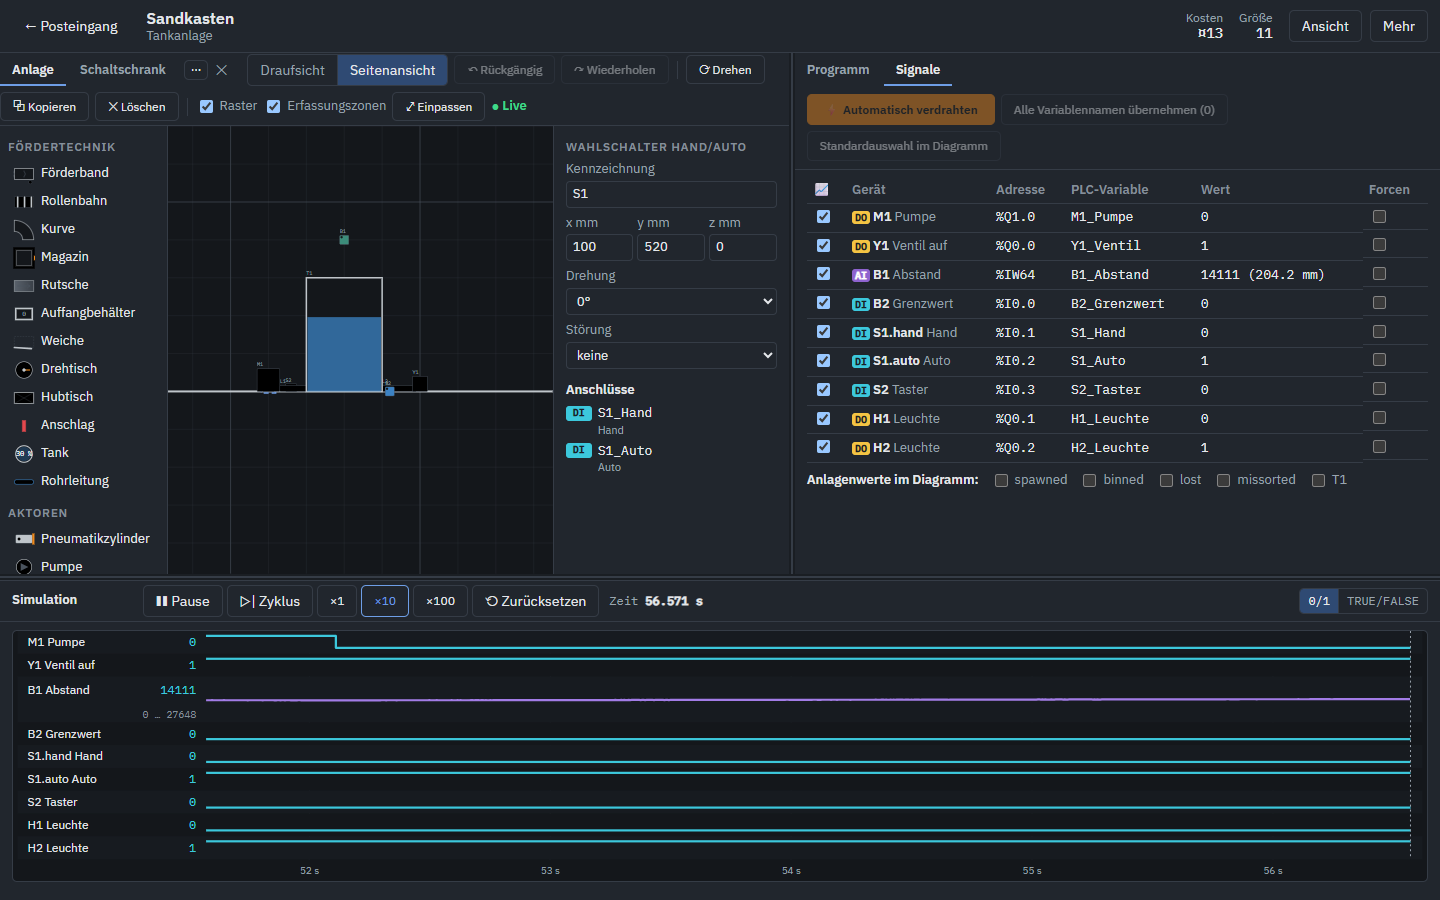 ← Posteingang
Sandkasten
Tankanlage
Kosten
¤13
Größe
11
Ansicht
Mehr
Anlage
Schaltschrank
Draufsicht
Seitenansicht
Rückgängig
Wiederholen
Drehen
Kopieren
Löschen
Raster
Erfassungszonen
Einpassen
● Live
Programm
Signale
Automatisch verdrahten
Alle Variablennamen übernehmen (0)
Standardauswahl im Diagramm
FÖRDERTECHNIK
Förderband
Rollenbahn
Kurve
Magazin
Rutsche
Auffangbehälter
Weiche
Drehtisch
Hubtisch
Anschlag
Tank
Rohrleitung
AKTOREN
Pneumatikzylinder
Pumpe
B1
T1
M1
Y1
WAHLSCHALTER HAND/AUTO
Kennzeichnung
S1
x mm y mm z mm
100 520 0
Drehung
0°
Störung
keine
Anschlüsse
DI S1_Hand
Hand
DI S1_Auto
Auto
Gerät Adresse PLC-Variable Wert Forcen
DO M1 Pumpe %Q1.0 M1_Pumpe 0
DO Y1 Ventil auf %Q0.0 Y1_Ventil 1
AI B1 Abstand %IW64 B1_Abstand 14111 (204.2 mm)
DI B2 Grenzwert %I0.0 B2_Grenzwert 0
DI S1.hand Hand %I0.1 S1_Hand 0
DI S1.auto Auto %I0.2 S1_Auto 1
DI S2 Taster %I0.3 S2_Taster 0
DO H1 Leuchte %Q0.1 H1_Leuchte 0
DO H2 Leuchte %Q0.2 H2_Leuchte 1
Anlagenwerte im Diagramm: spawned binned lost missorted T1
Simulation
Pause
Zyklus
×1
×10
×100
Zurücksetzen
Zeit 56.571 s
0/1
TRUE/FALSE
M1 Pumpe 0
Y1 Ventil auf 1
B1 Abstand 14111
0 … 27648
B2 Grenzwert 0
S1.hand Hand 0
S1.auto Auto 1
S2 Taster 0
H1 Leuchte 0
H2 Leuchte 1
52 s 53 s 54 s 55 s 56 s